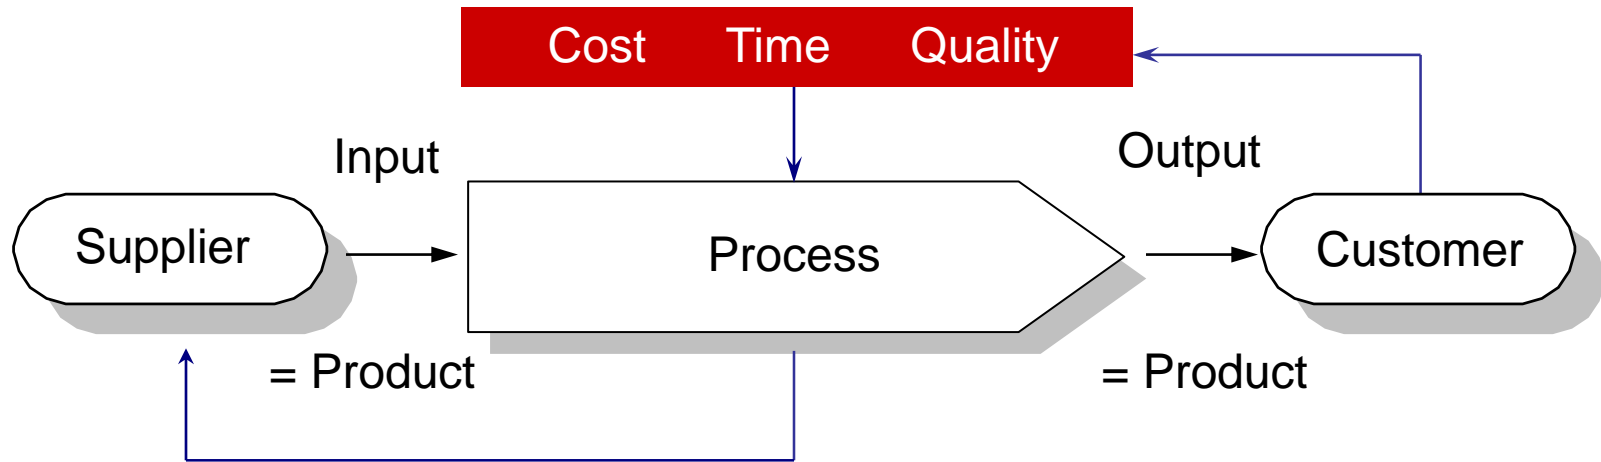 Cost Time Quality
Input
Output
Supplier
Process
Customer
= Product
= Product